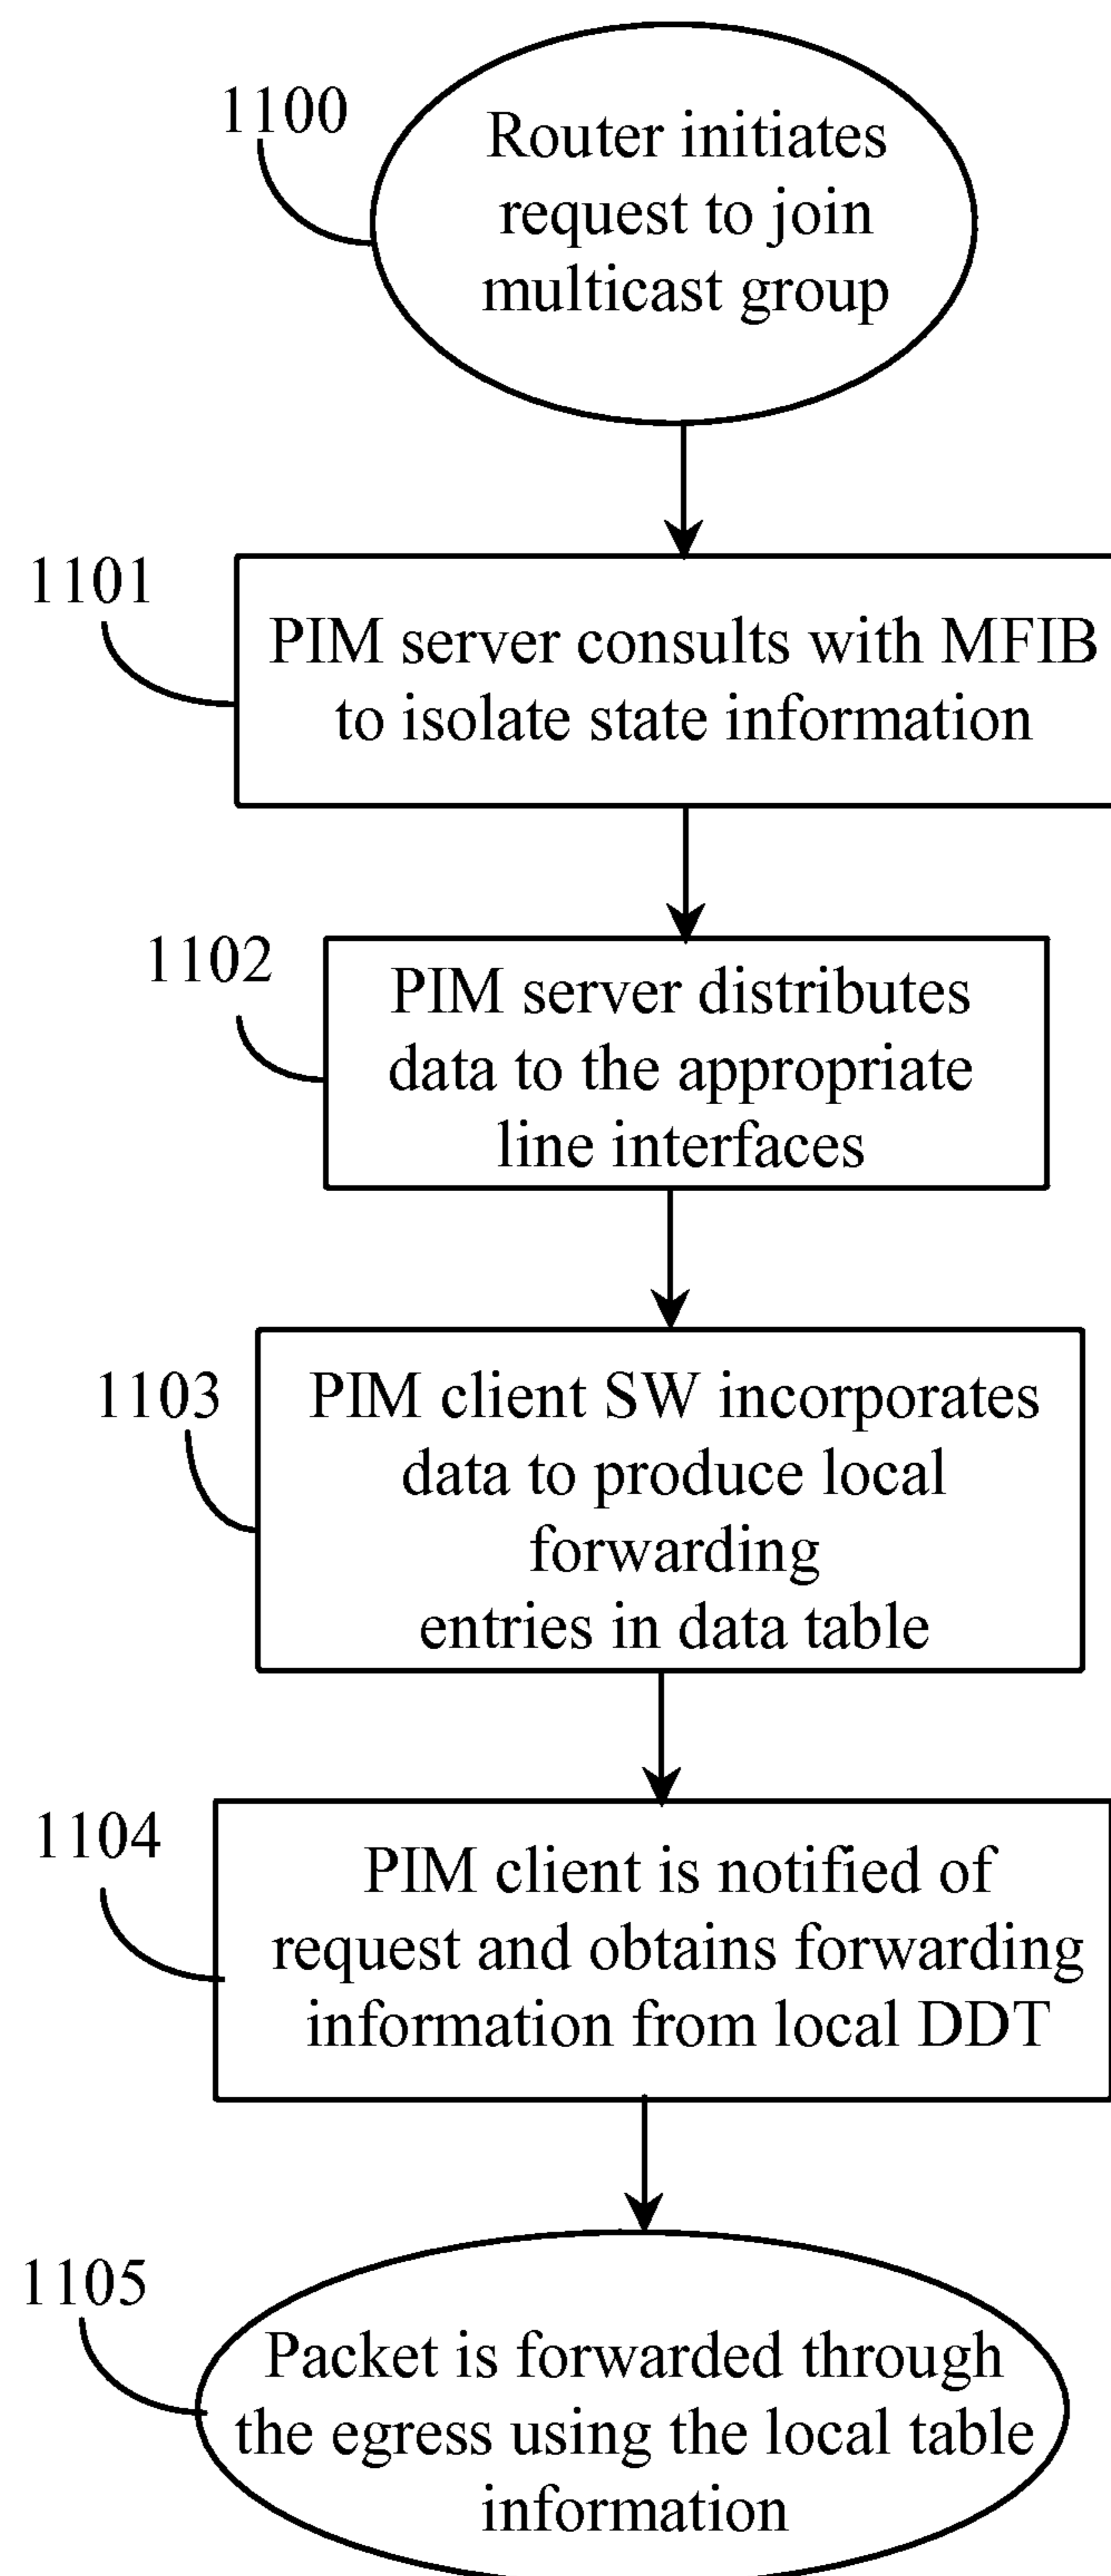 1100
Router initiates
request to join
multicast group
1101
PIM server consults with MFIB
to isolate state information
1102
PIM server distributes
data to the appropriate
line interfaces
1103
PIM client SW incorporates
data to produce local
forwarding
entries in data table
1104
PIM client is notified of
request and obtains forwarding
information from local DDT
1105
Packet is forwarded through
the egress using the local table
information